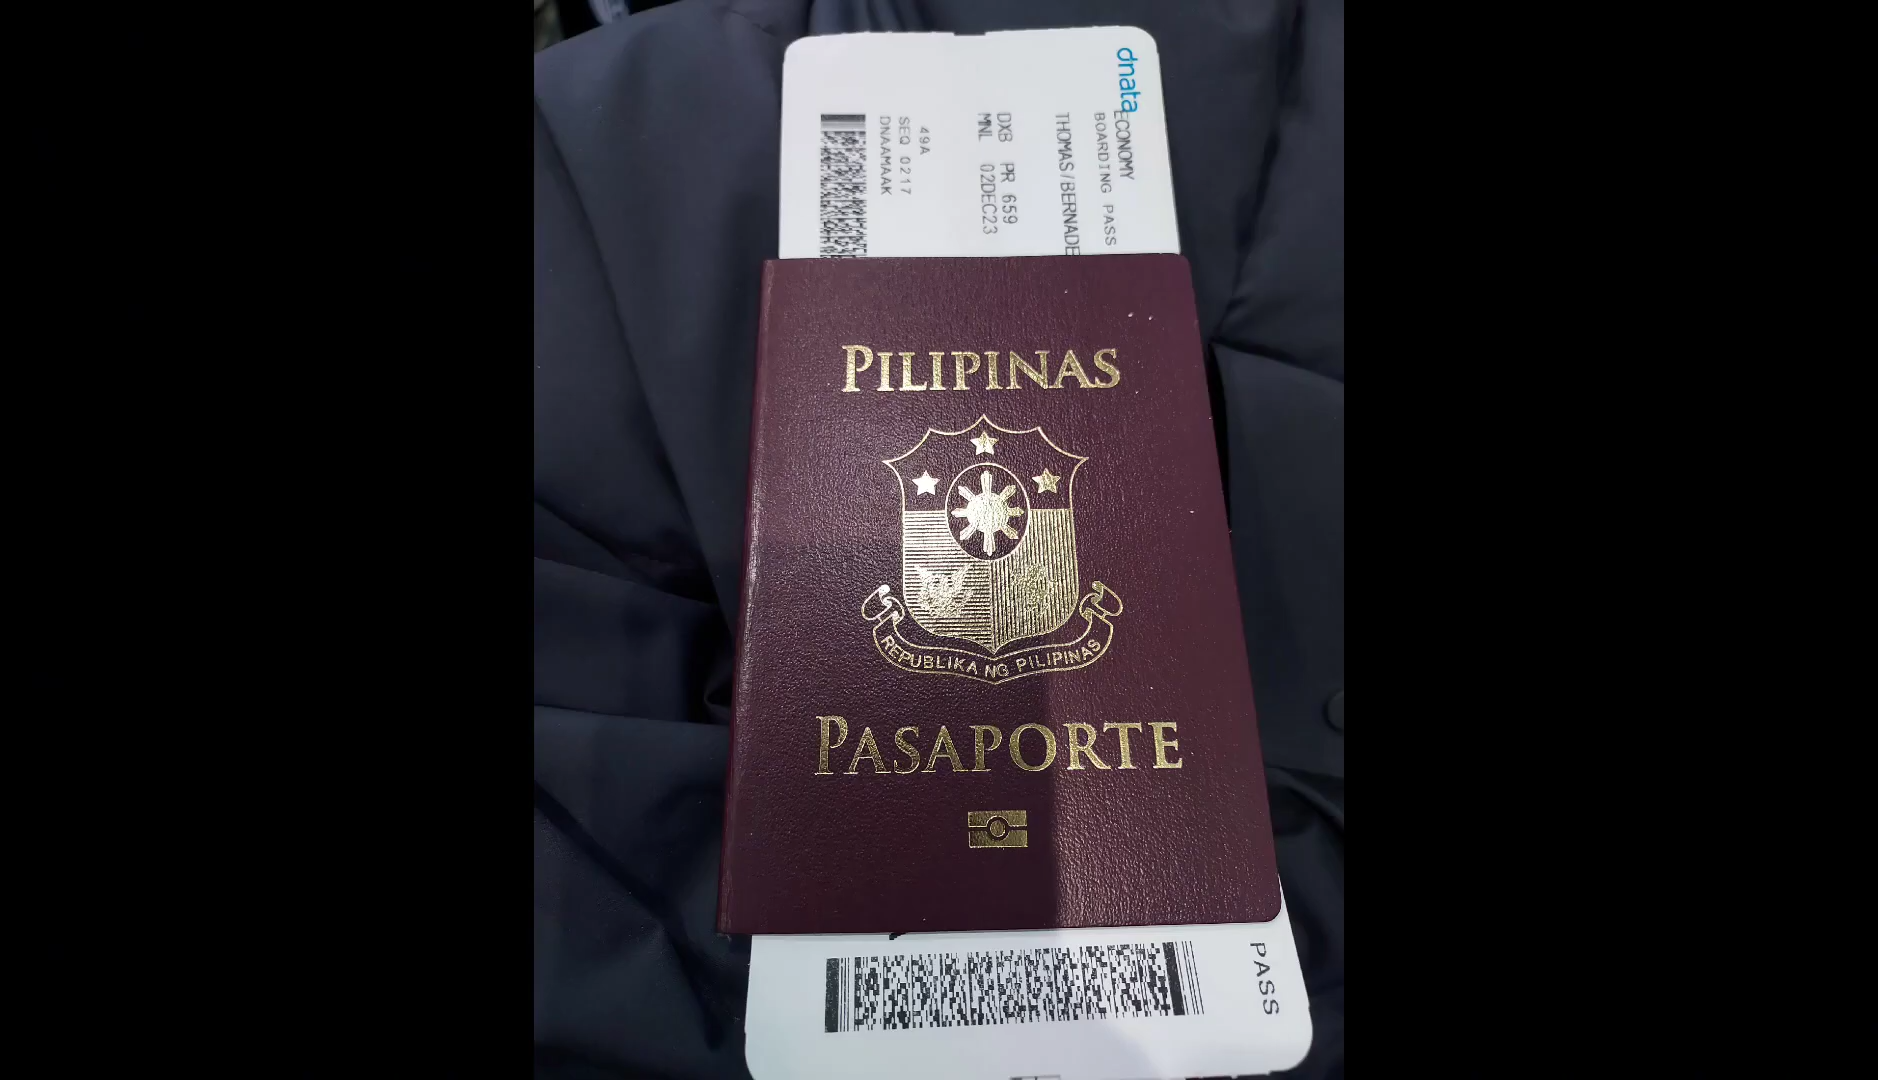 dnata
ECONOMY
BOARDING PASS
THOMAS/BERNADE
DXB PR 659
MNL 02DEC23
49A
SEQ 0217
DNAAMAAK
PILIPINAS
REPUBLIKA NG PILIPINAS
PASAPORTE
PASS